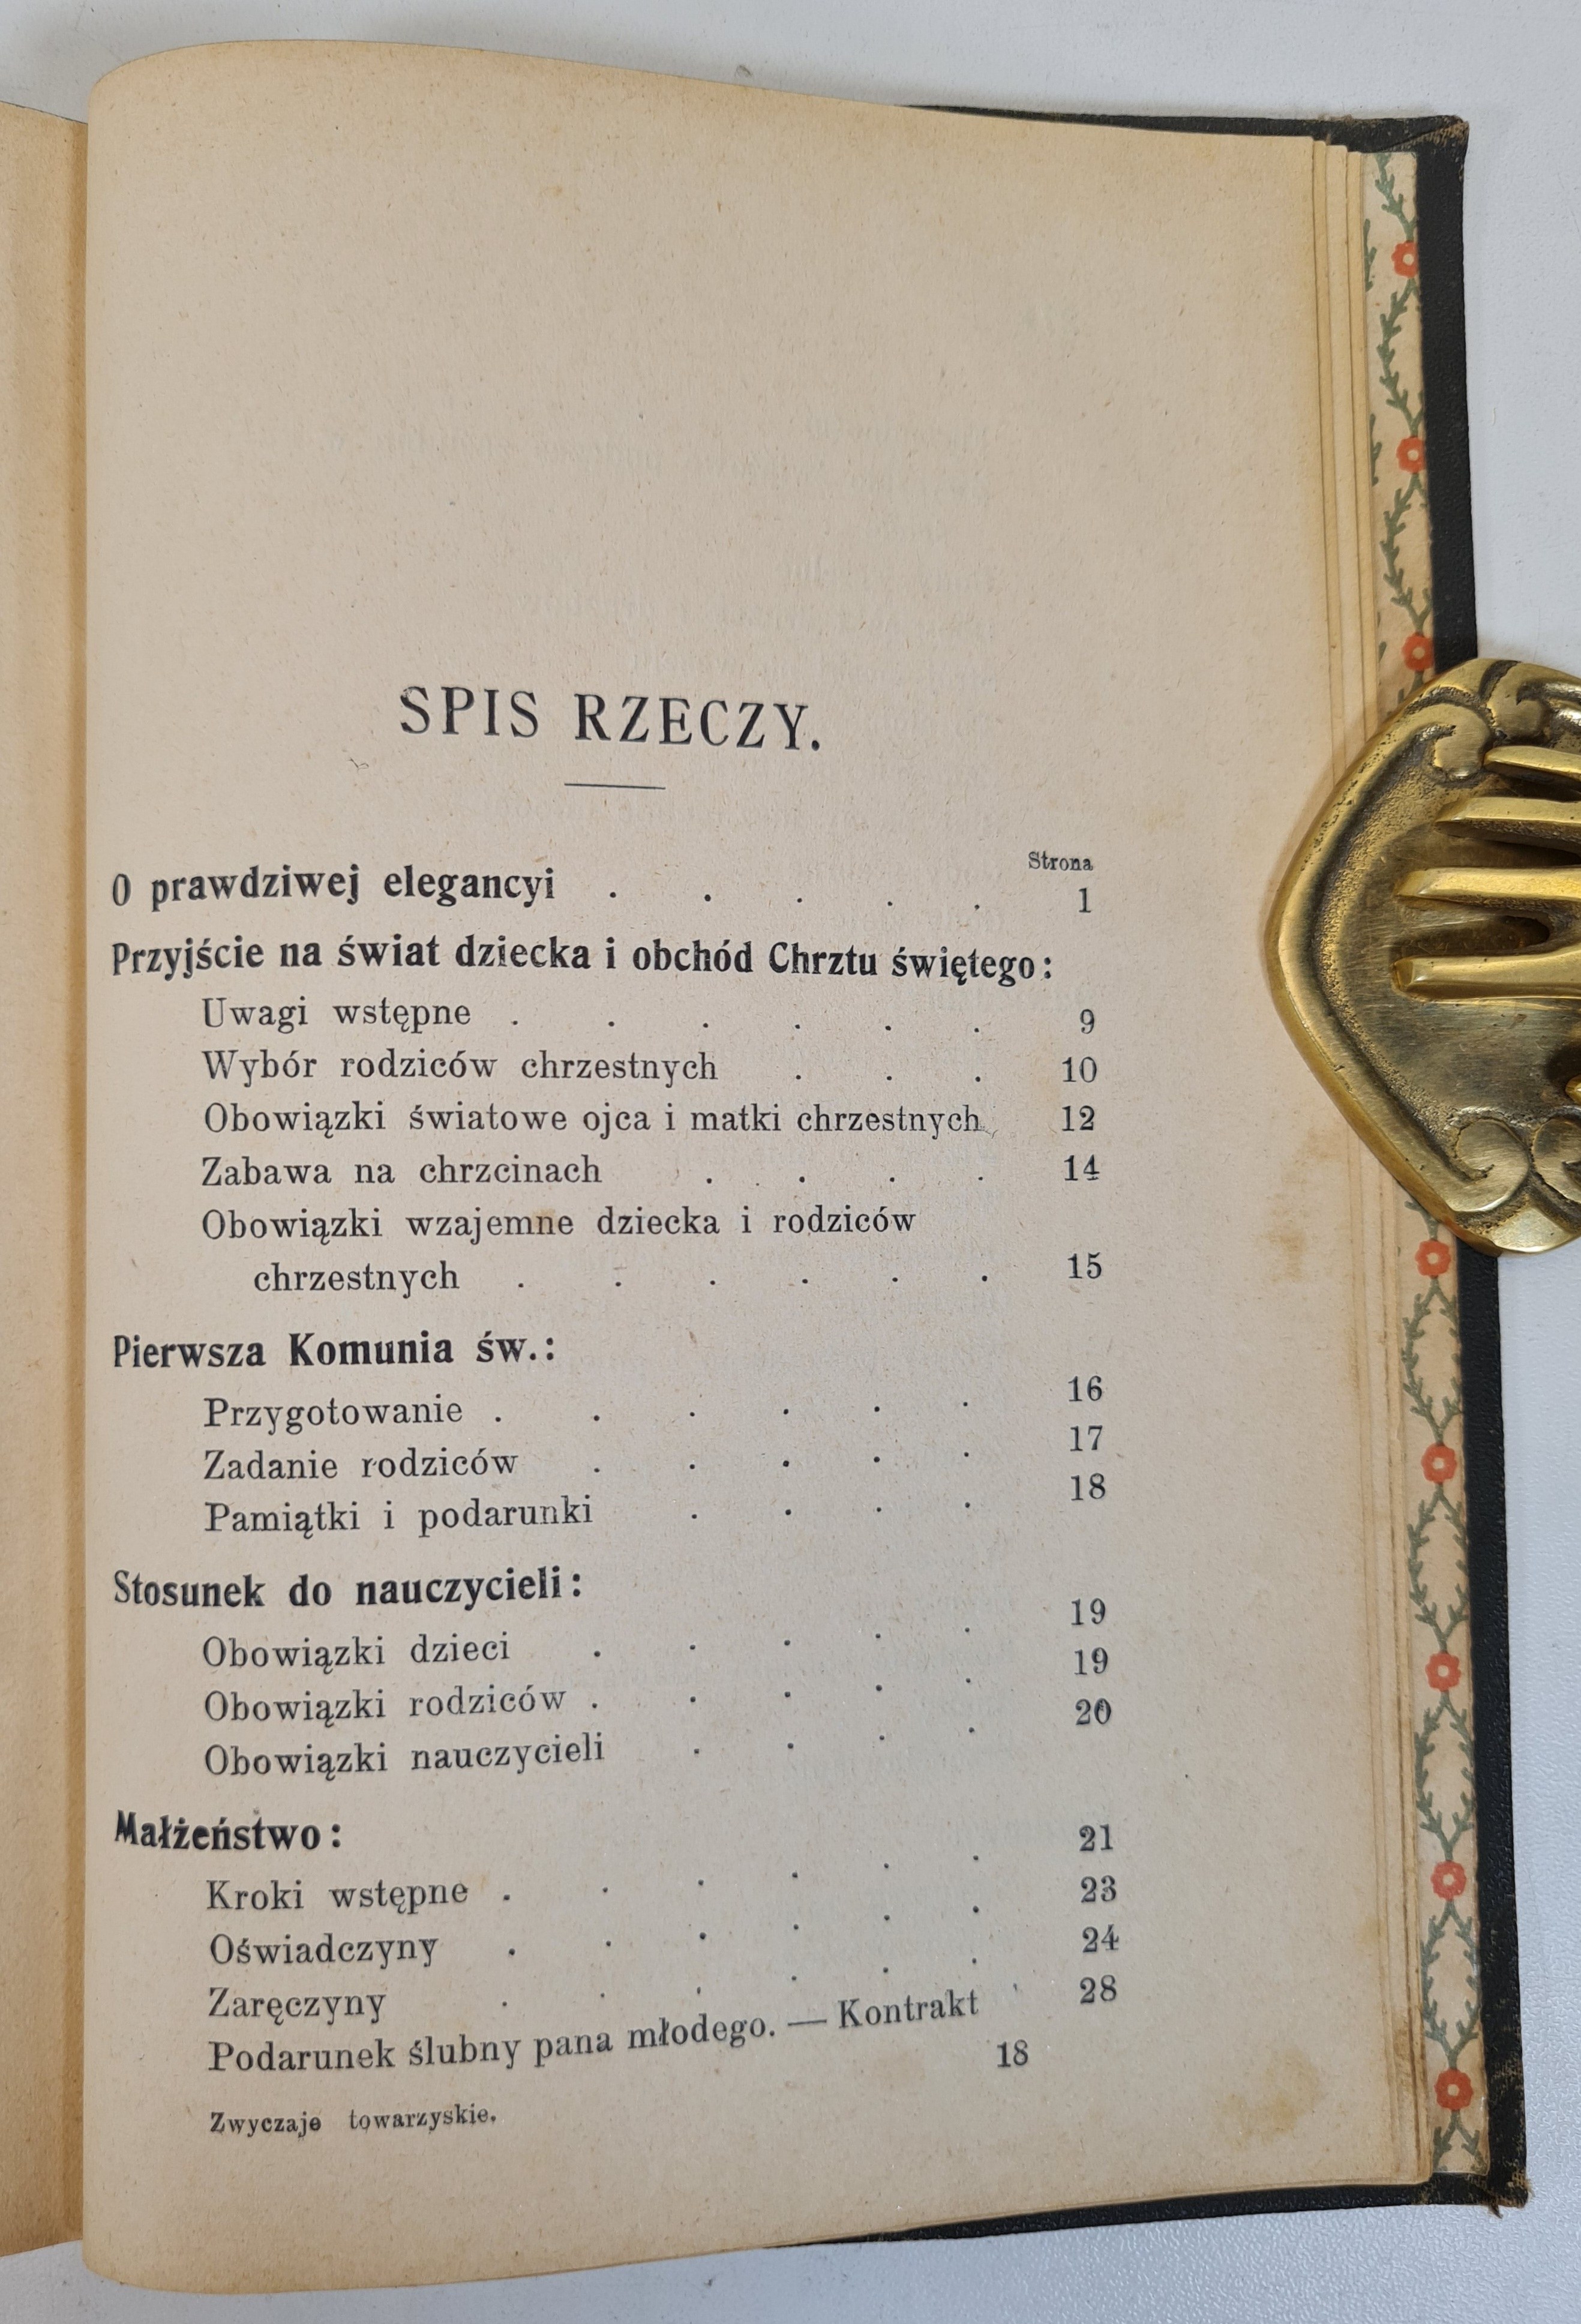 SPIS RZECZY.
Strona
O prawdziwej elegancyi . . . . . 1
Przyjście na świat dziecka i obchód Chrztu świętego:
Uwagi wstępne . . . . . . 9
Wybór rodziców chrzestnych . . . 10
Obowiązki światowe ojca i matki chrzestnych 12
Zabawa na chrzcinach . . . . 14
Obowiązki wzajemne dziecka i rodziców
chrzestnych . . . . . . 15
Pierwsza Komunia św.:
Przygotowanie . . . . . . 16
Zadanie rodziców . . . . . 17
Pamiątki i podarunki . . . . 18
Stosunek do nauczycieli:
Obowiązki dzieci . . . . . 19
Obowiązki rodziców . . . . . 19
Obowiązki nauczycieli . . . . 20
Małżeństwo:
Kroki wstępne . . . . . . 21
Oświadczyny . . . . . . 23
Zaręczyny . . . . . . 24
Podarunek ślubny pana młodego. — Kontrakt 28
Zwyczaje towarzyskie. 18